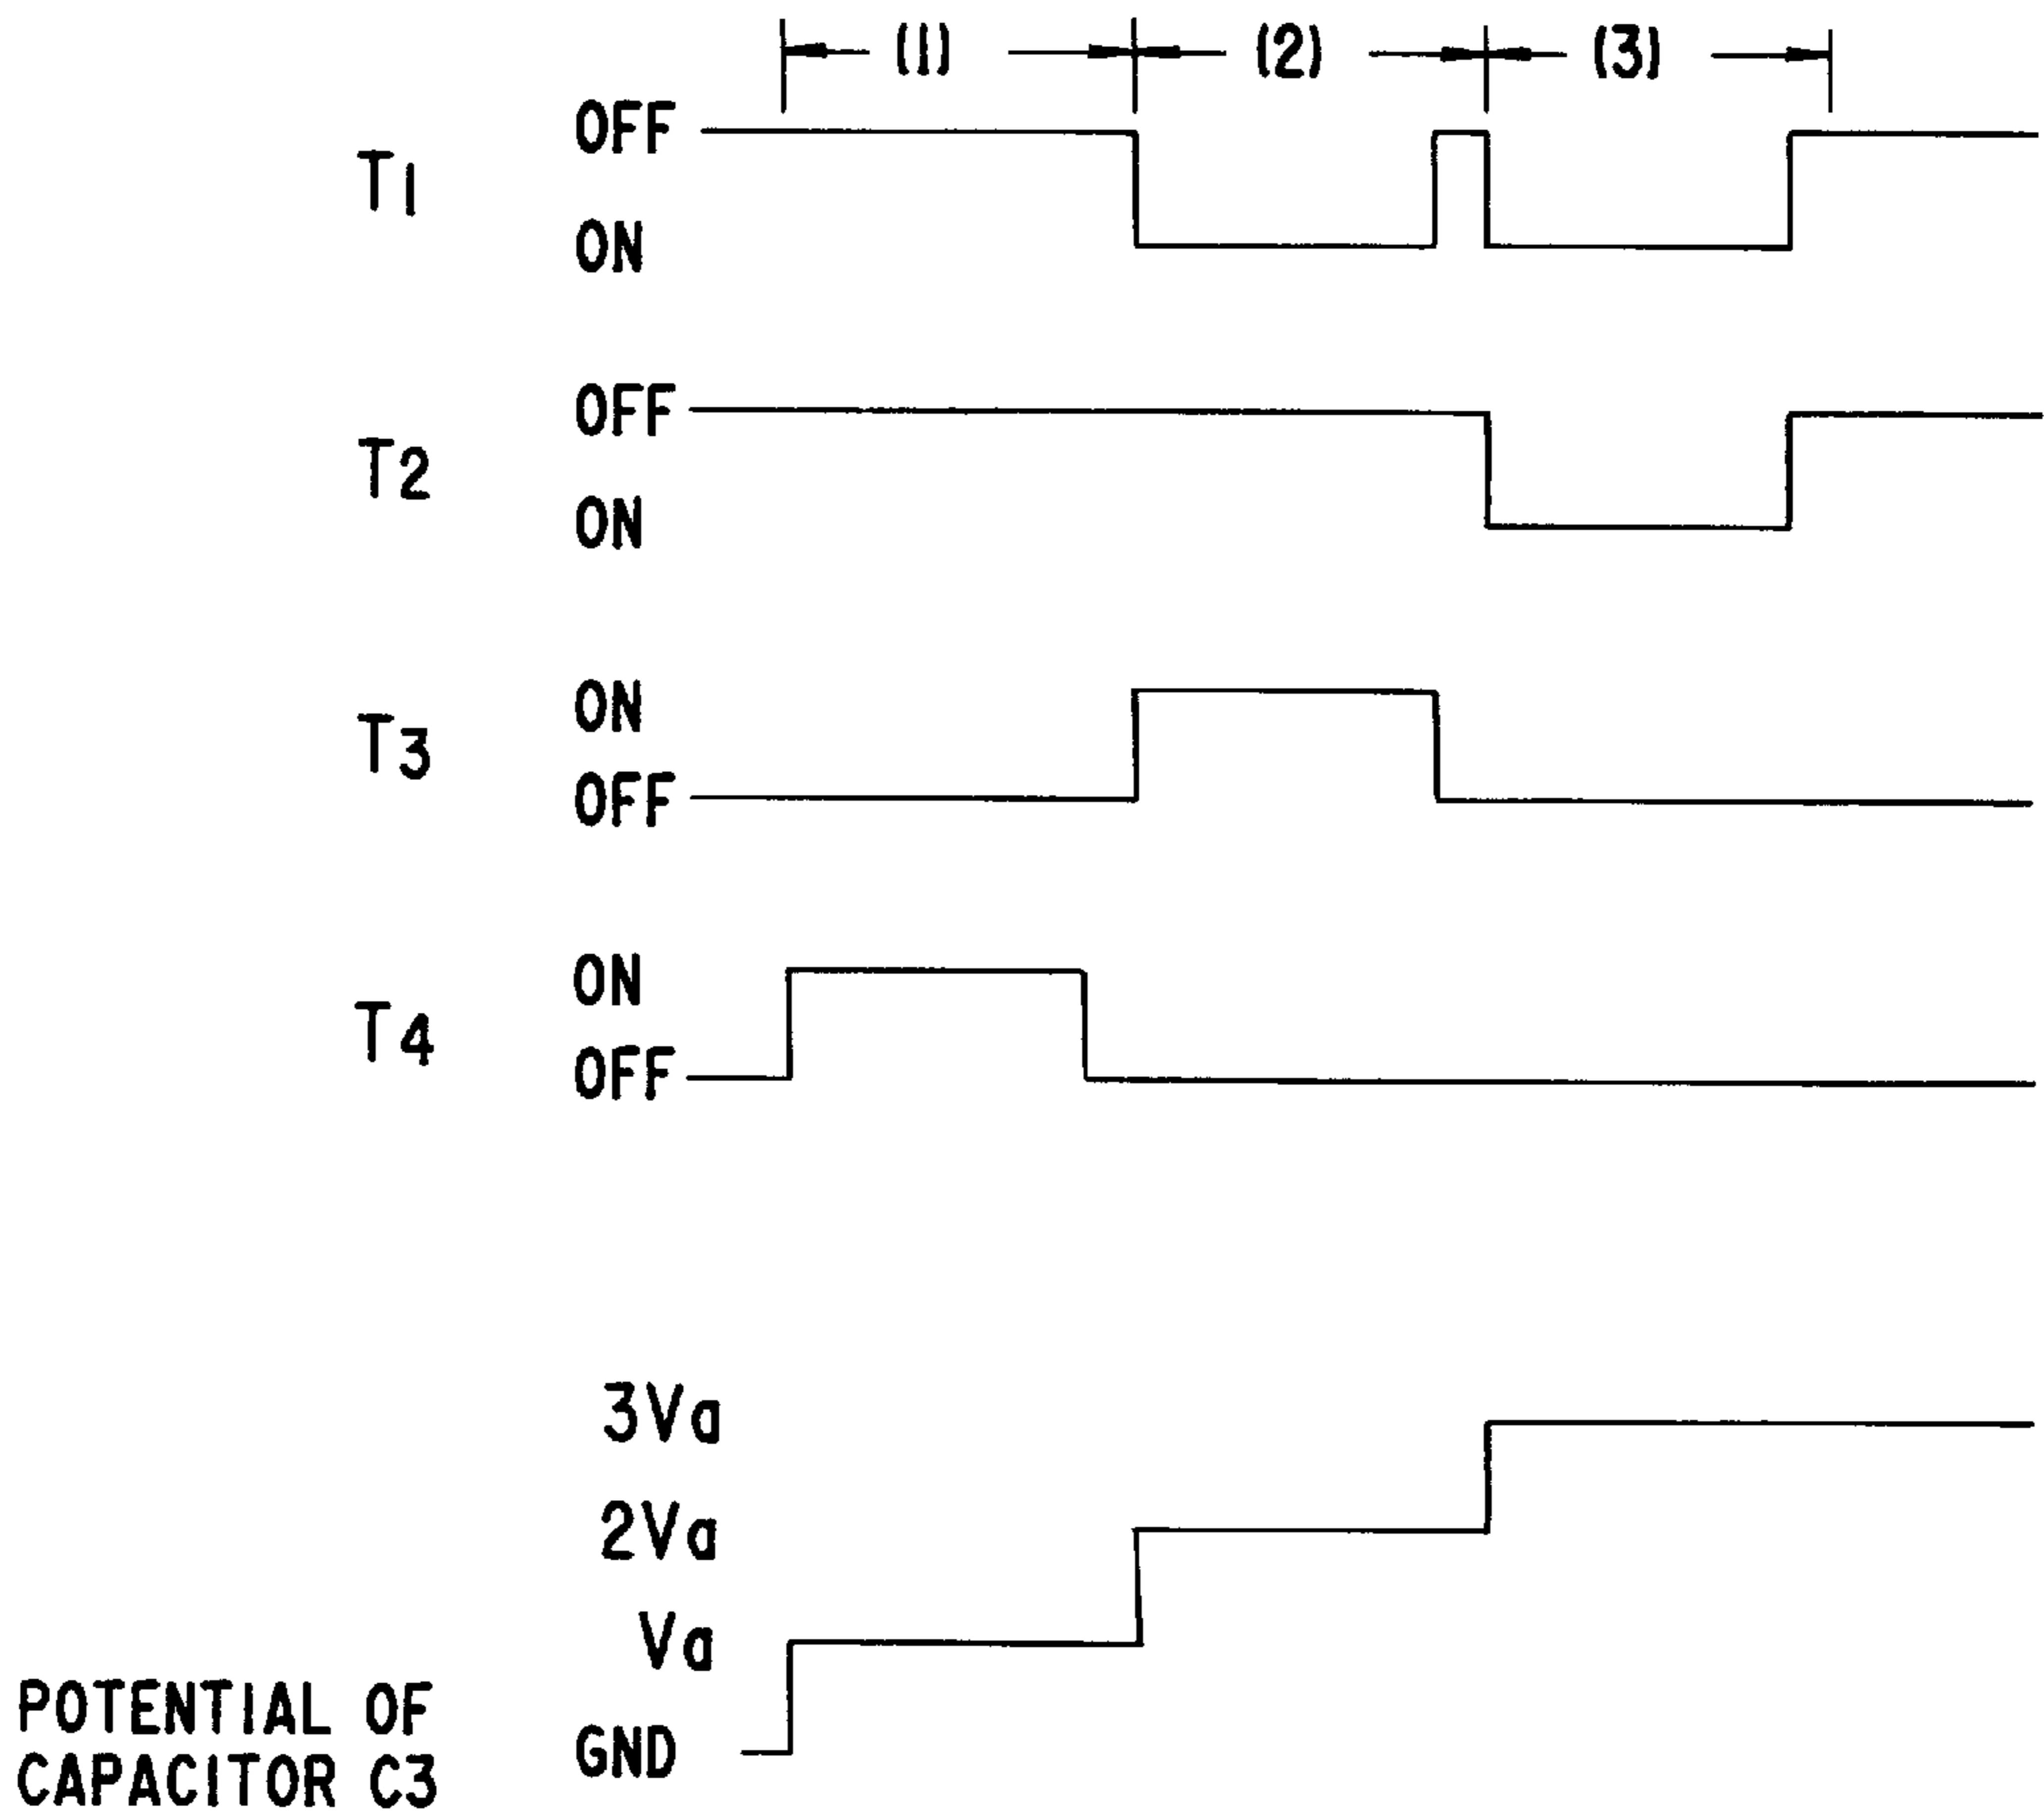 (1) (2) (3)
OFF
T1
ON
OFF
T2
ON
ON
T3
OFF
ON
T4
OFF
3Va
2Va
Va
GND
POTENTIAL OF
CAPACITOR C3